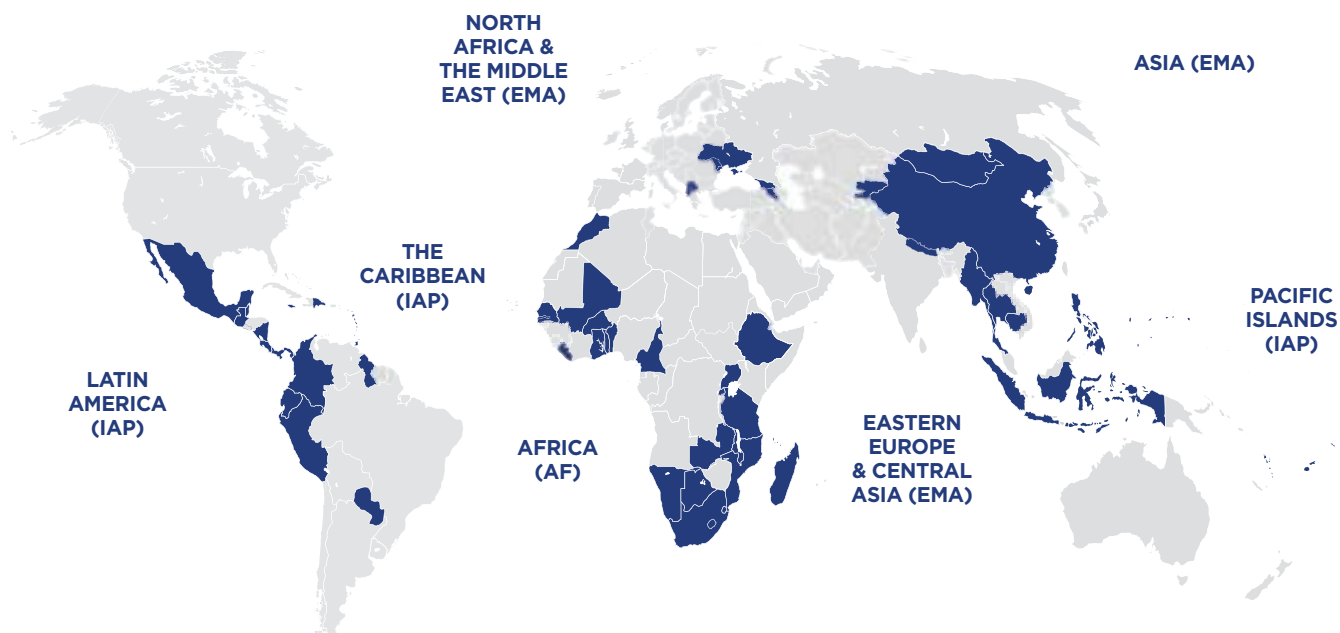 NORTH
AFRICA &
THE MIDDLE
EAST (EMA)
ASIA (EMA)
THE
CARIBBEAN
(IAP)
PACIFIC
ISLANDS
(IAP)
LATIN
AMERICA
(IAP)
AFRICA
(AF)
EASTERN
EUROPE
& CENTRAL
ASIA (EMA)